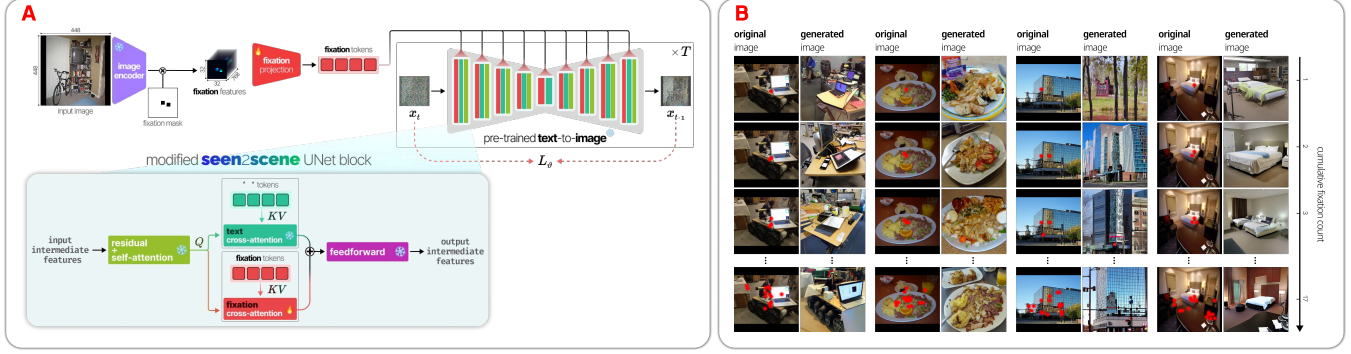 A
448
448
input image
image
encoder
fixation mask
32
32
768
fixation features
fixation
projection
fixation tokens
× T
x_t
x_{t-1}
pre-trained text-to-image
L_ϑ
modified seen2scene UNet block
input
intermediate
features
residual
+
self-attention
Q
" " tokens
KV
text
cross-attention
fixation tokens
KV
fixation
cross-attention
feedforward
output
intermediate
features
B
original
image
generated
image
original
image
generated
image
original
image
generated
image
original
image
generated
image
1
2
3
17
cumulative fixation count